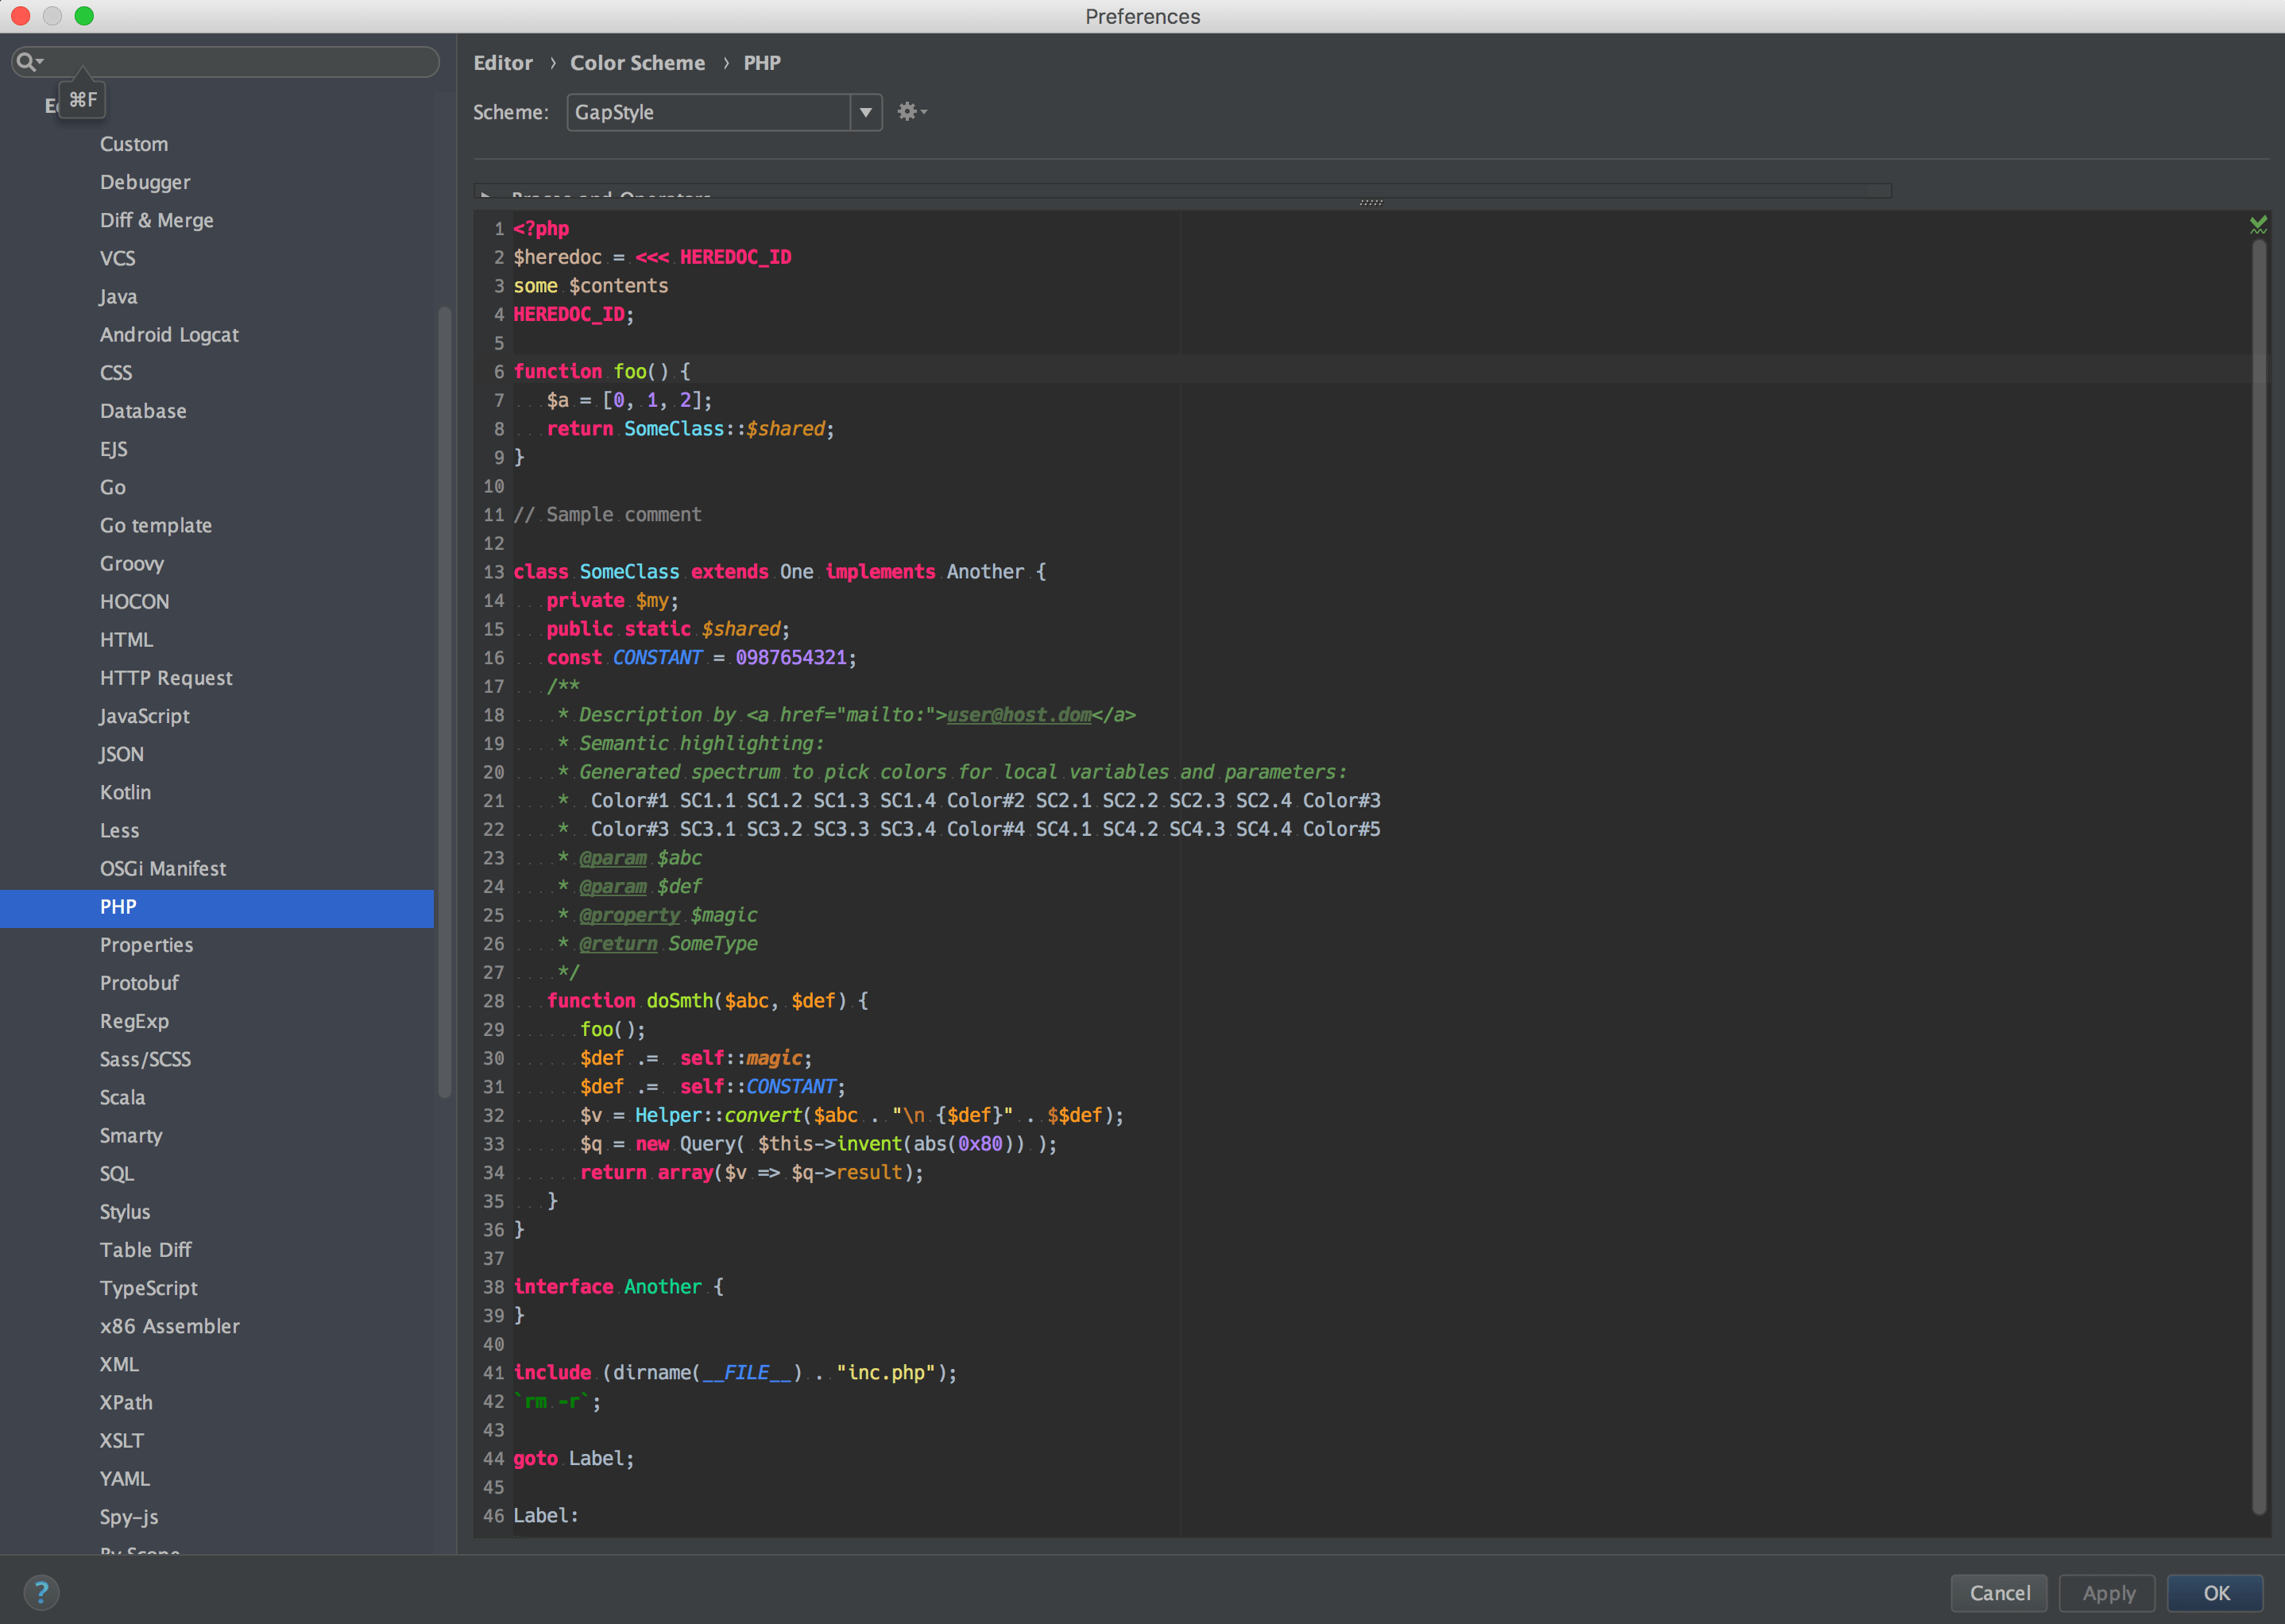 Preferences
⌘F
Custom
Debugger
Diff & Merge
VCS
Java
Android Logcat
CSS
Database
EJS
Go
Go template
Groovy
HOCON
HTML
HTTP Request
JavaScript
JSON
Kotlin
Less
OSGi Manifest
PHP
Properties
Protobuf
RegExp
Sass/SCSS
Scala
Smarty
SQL
Stylus
Table Diff
TypeScript
x86 Assembler
XML
XPath
XSLT
YAML
Spy-js
By Scope
Editor › Color Scheme › PHP
Scheme: GapStyle
Braces and Operators
1 <?php
2 $heredoc = <<< HEREDOC_ID
3 some $contents
4 HEREDOC_ID;
5
6 function foo() {
7    $a = [0, 1, 2];
8    return SomeClass::$shared;
9 }
10
11 // Sample comment
12
13 class SomeClass extends One implements Another {
14    private $my;
15    public static $shared;
16    const CONSTANT = 0987654321;
17    /**
18     * Description by <a href="mailto:">user@host.dom</a>
19     * Semantic highlighting:
20     * Generated spectrum to pick colors for local variables and parameters:
21     *  Color#1 SC1.1 SC1.2 SC1.3 SC1.4 Color#2 SC2.1 SC2.2 SC2.3 SC2.4 Color#3
22     *  Color#3 SC3.1 SC3.2 SC3.3 SC3.4 Color#4 SC4.1 SC4.2 SC4.3 SC4.4 Color#5
23     * @param $abc
24     * @param $def
25     * @property $magic
26     * @return SomeType
27     */
28    function doSmth($abc, $def) {
29       foo();
30       $def .=  self::magic;
31       $def .=  self::CONSTANT;
32       $v = Helper::convert($abc . "\n {$def}" . $$def);
33       $q = new Query( $this->invent(abs(0x80)) );
34       return array($v => $q->result);
35    }
36 }
37
38 interface Another {
39 }
40
41 include (dirname(__FILE__) . "inc.php");
42 `rm -r`;
43
44 goto Label;
45
46 Label:
?
Cancel
Apply
OK